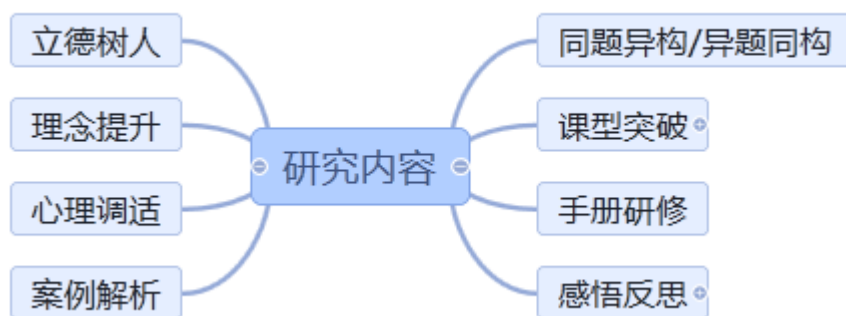 立德树人
理念提升
心理调适
案例解析
研究内容
同题异构/异题同构
课型突破
手册研修
感悟反思